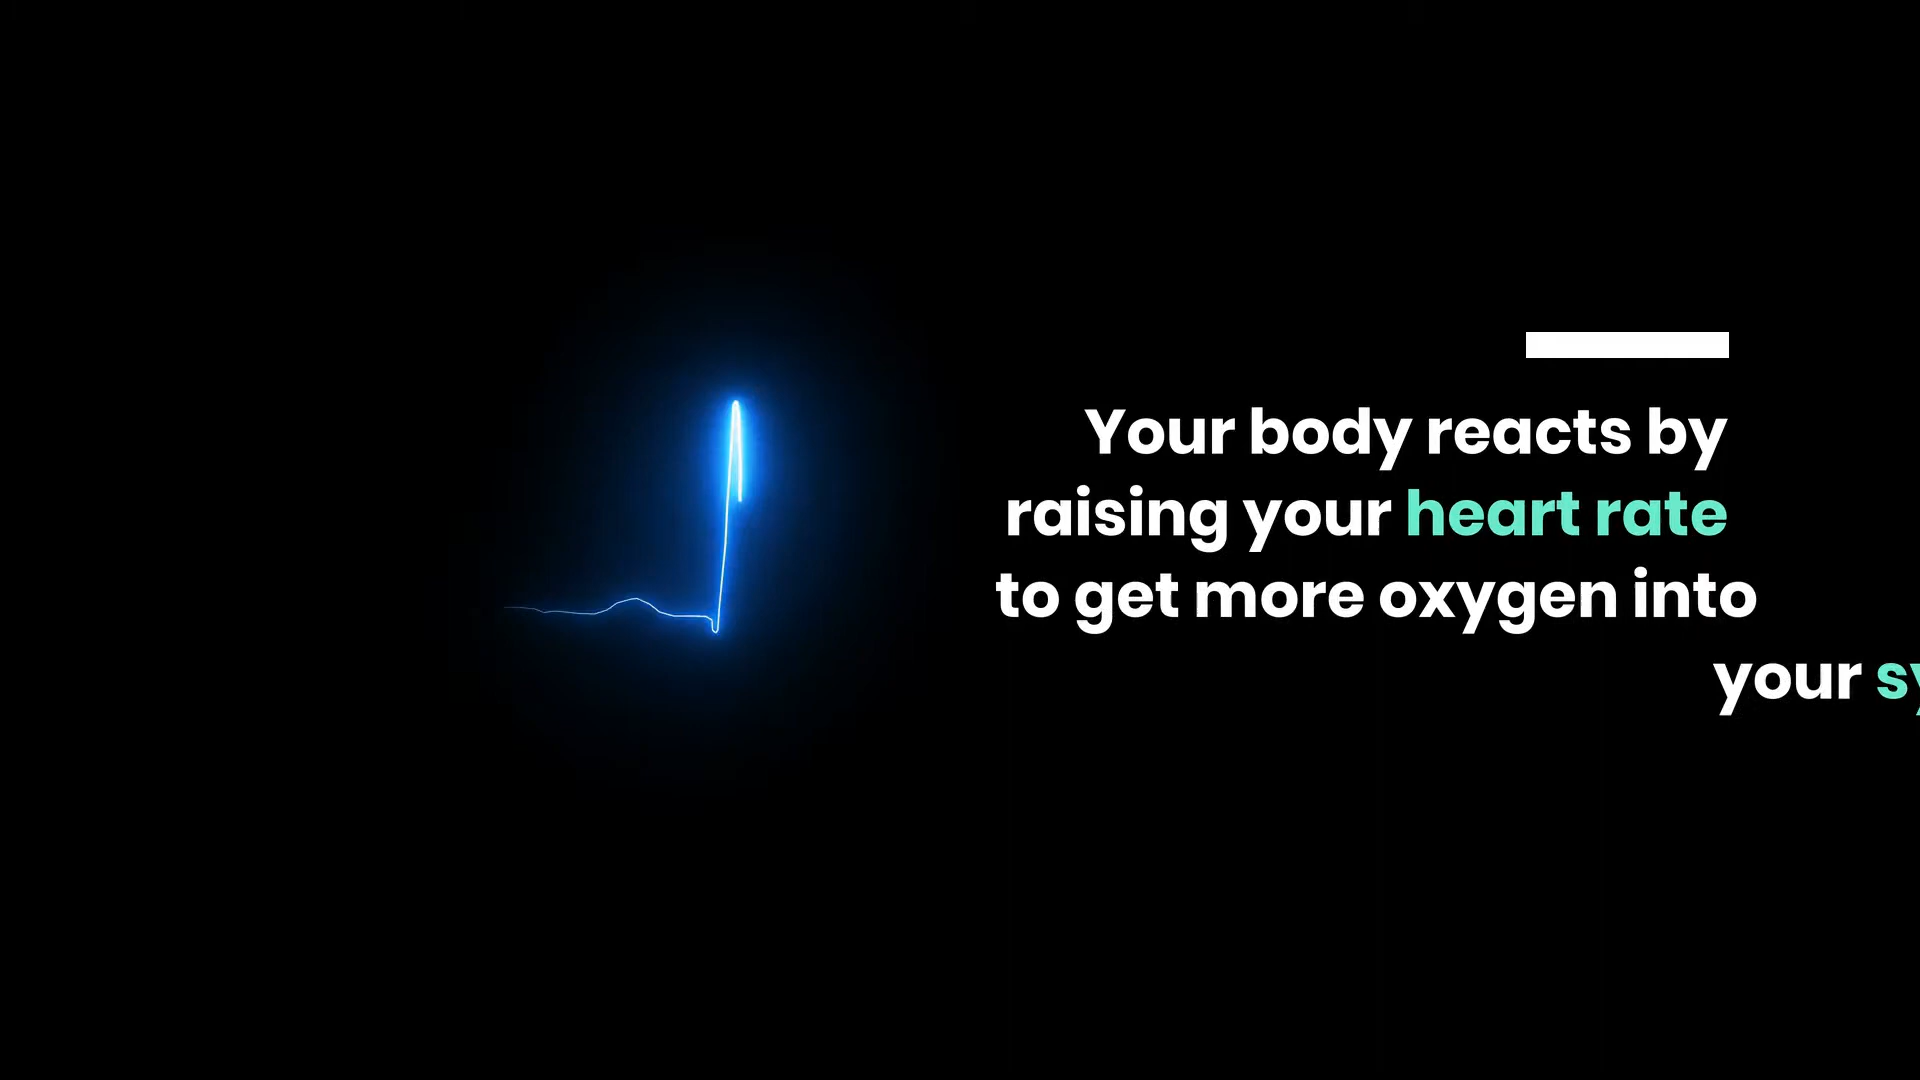 Your body reacts by
raising your heart rate
to get more oxygen into
your